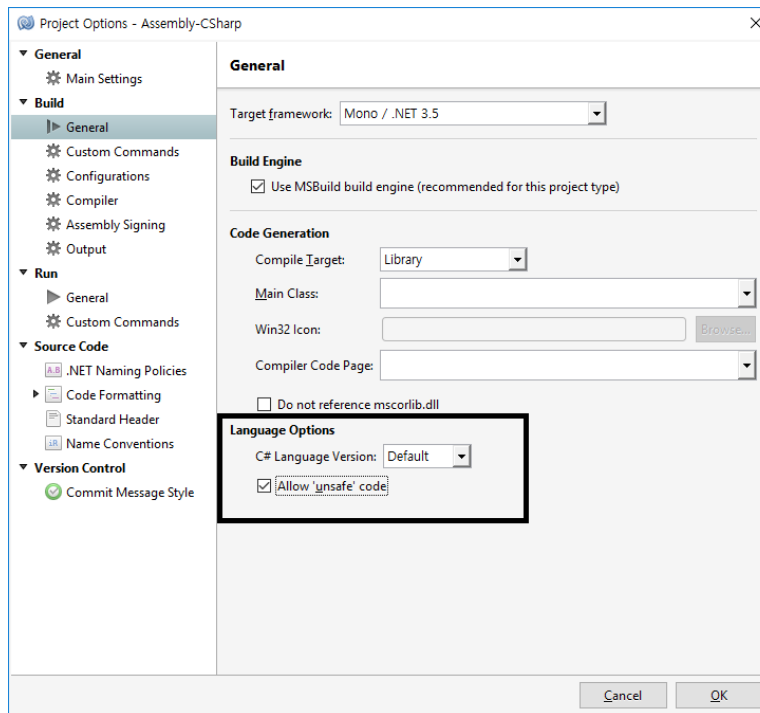 Project Options - Assembly-CSharp
General
Main Settings
Build
General
Custom Commands
Configurations
Compiler
Assembly Signing
Output
Run
General
Custom Commands
Source Code
A.B .NET Naming Policies
Code Formatting
Standard Header
Name Conventions
Version Control
Commit Message Style
General
Target framework: Mono / .NET 3.5
Build Engine
Use MSBuild build engine (recommended for this project type)
Code Generation
Compile Target: Library
Main Class:
Win32 Icon: Browse...
Compiler Code Page:
Do not reference mscorlib.dll
Language Options
C# Language Version: Default
Allow 'unsafe' code
Cancel OK